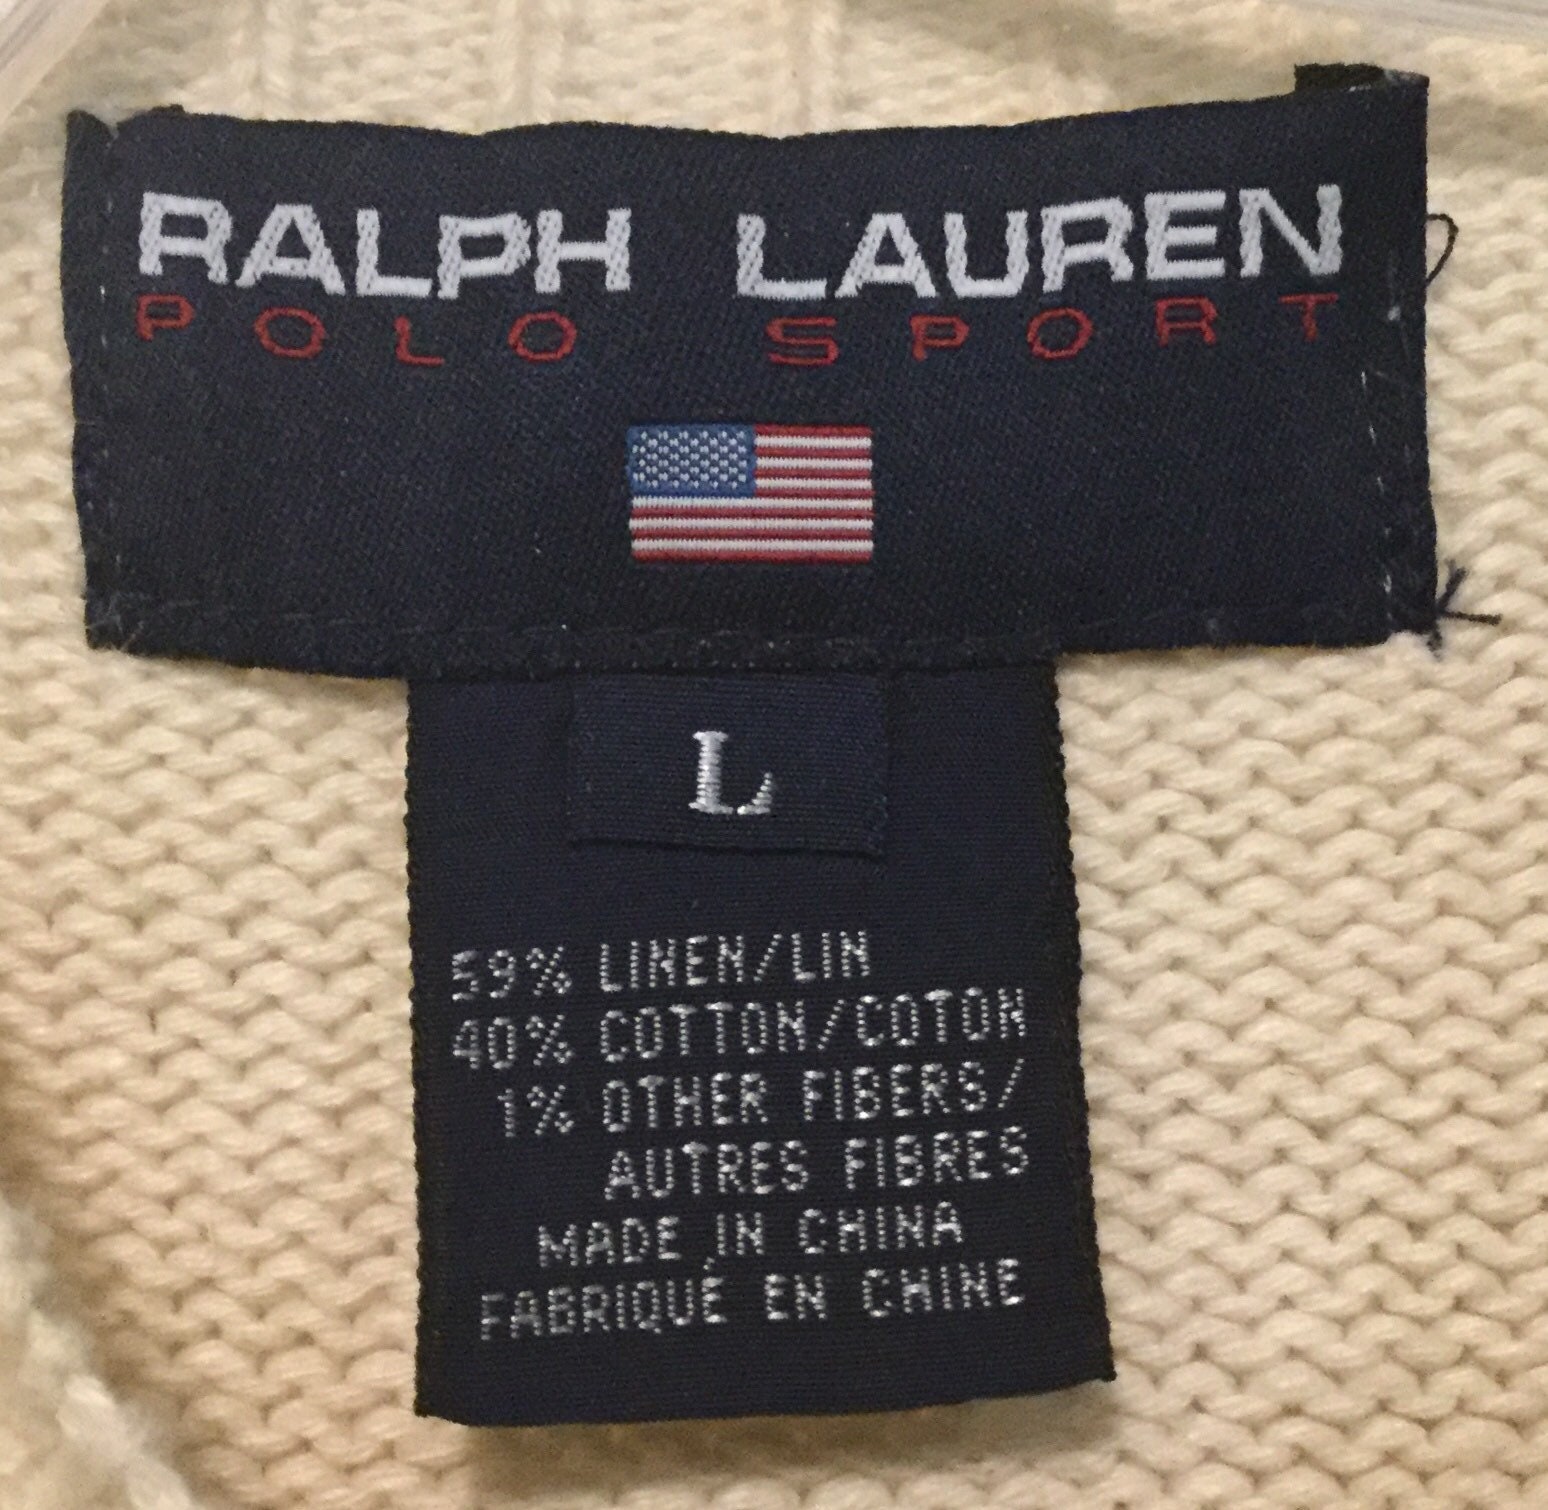 RALPH LAUREN
POLO SPORT
L
59% LINEN/LIN
40% COTTON/COTON
1% OTHER FIBERS/
AUTRES FIBRES
MADE IN CHINA
FABRIQUÉ EN CHINE